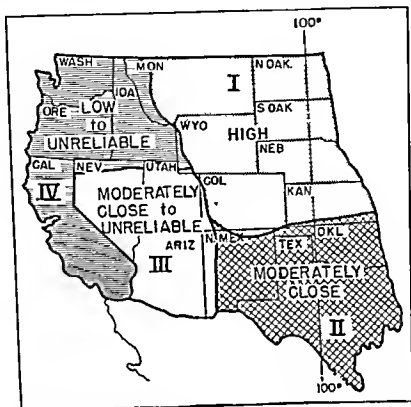 100°
WASH
MON
I
N OAK.
IDA
ORE
LOW
to
UNRELIABLE
WYO
S OAK
HIGH
NEB
CAL
NEV
UTAH
COL
IV
MODERATELY
CLOSE to
UNRELIABLE
KAN
ARIZ
N. MEX
OKL
TEX
III
MODERATELY
CLOSE
II
100°